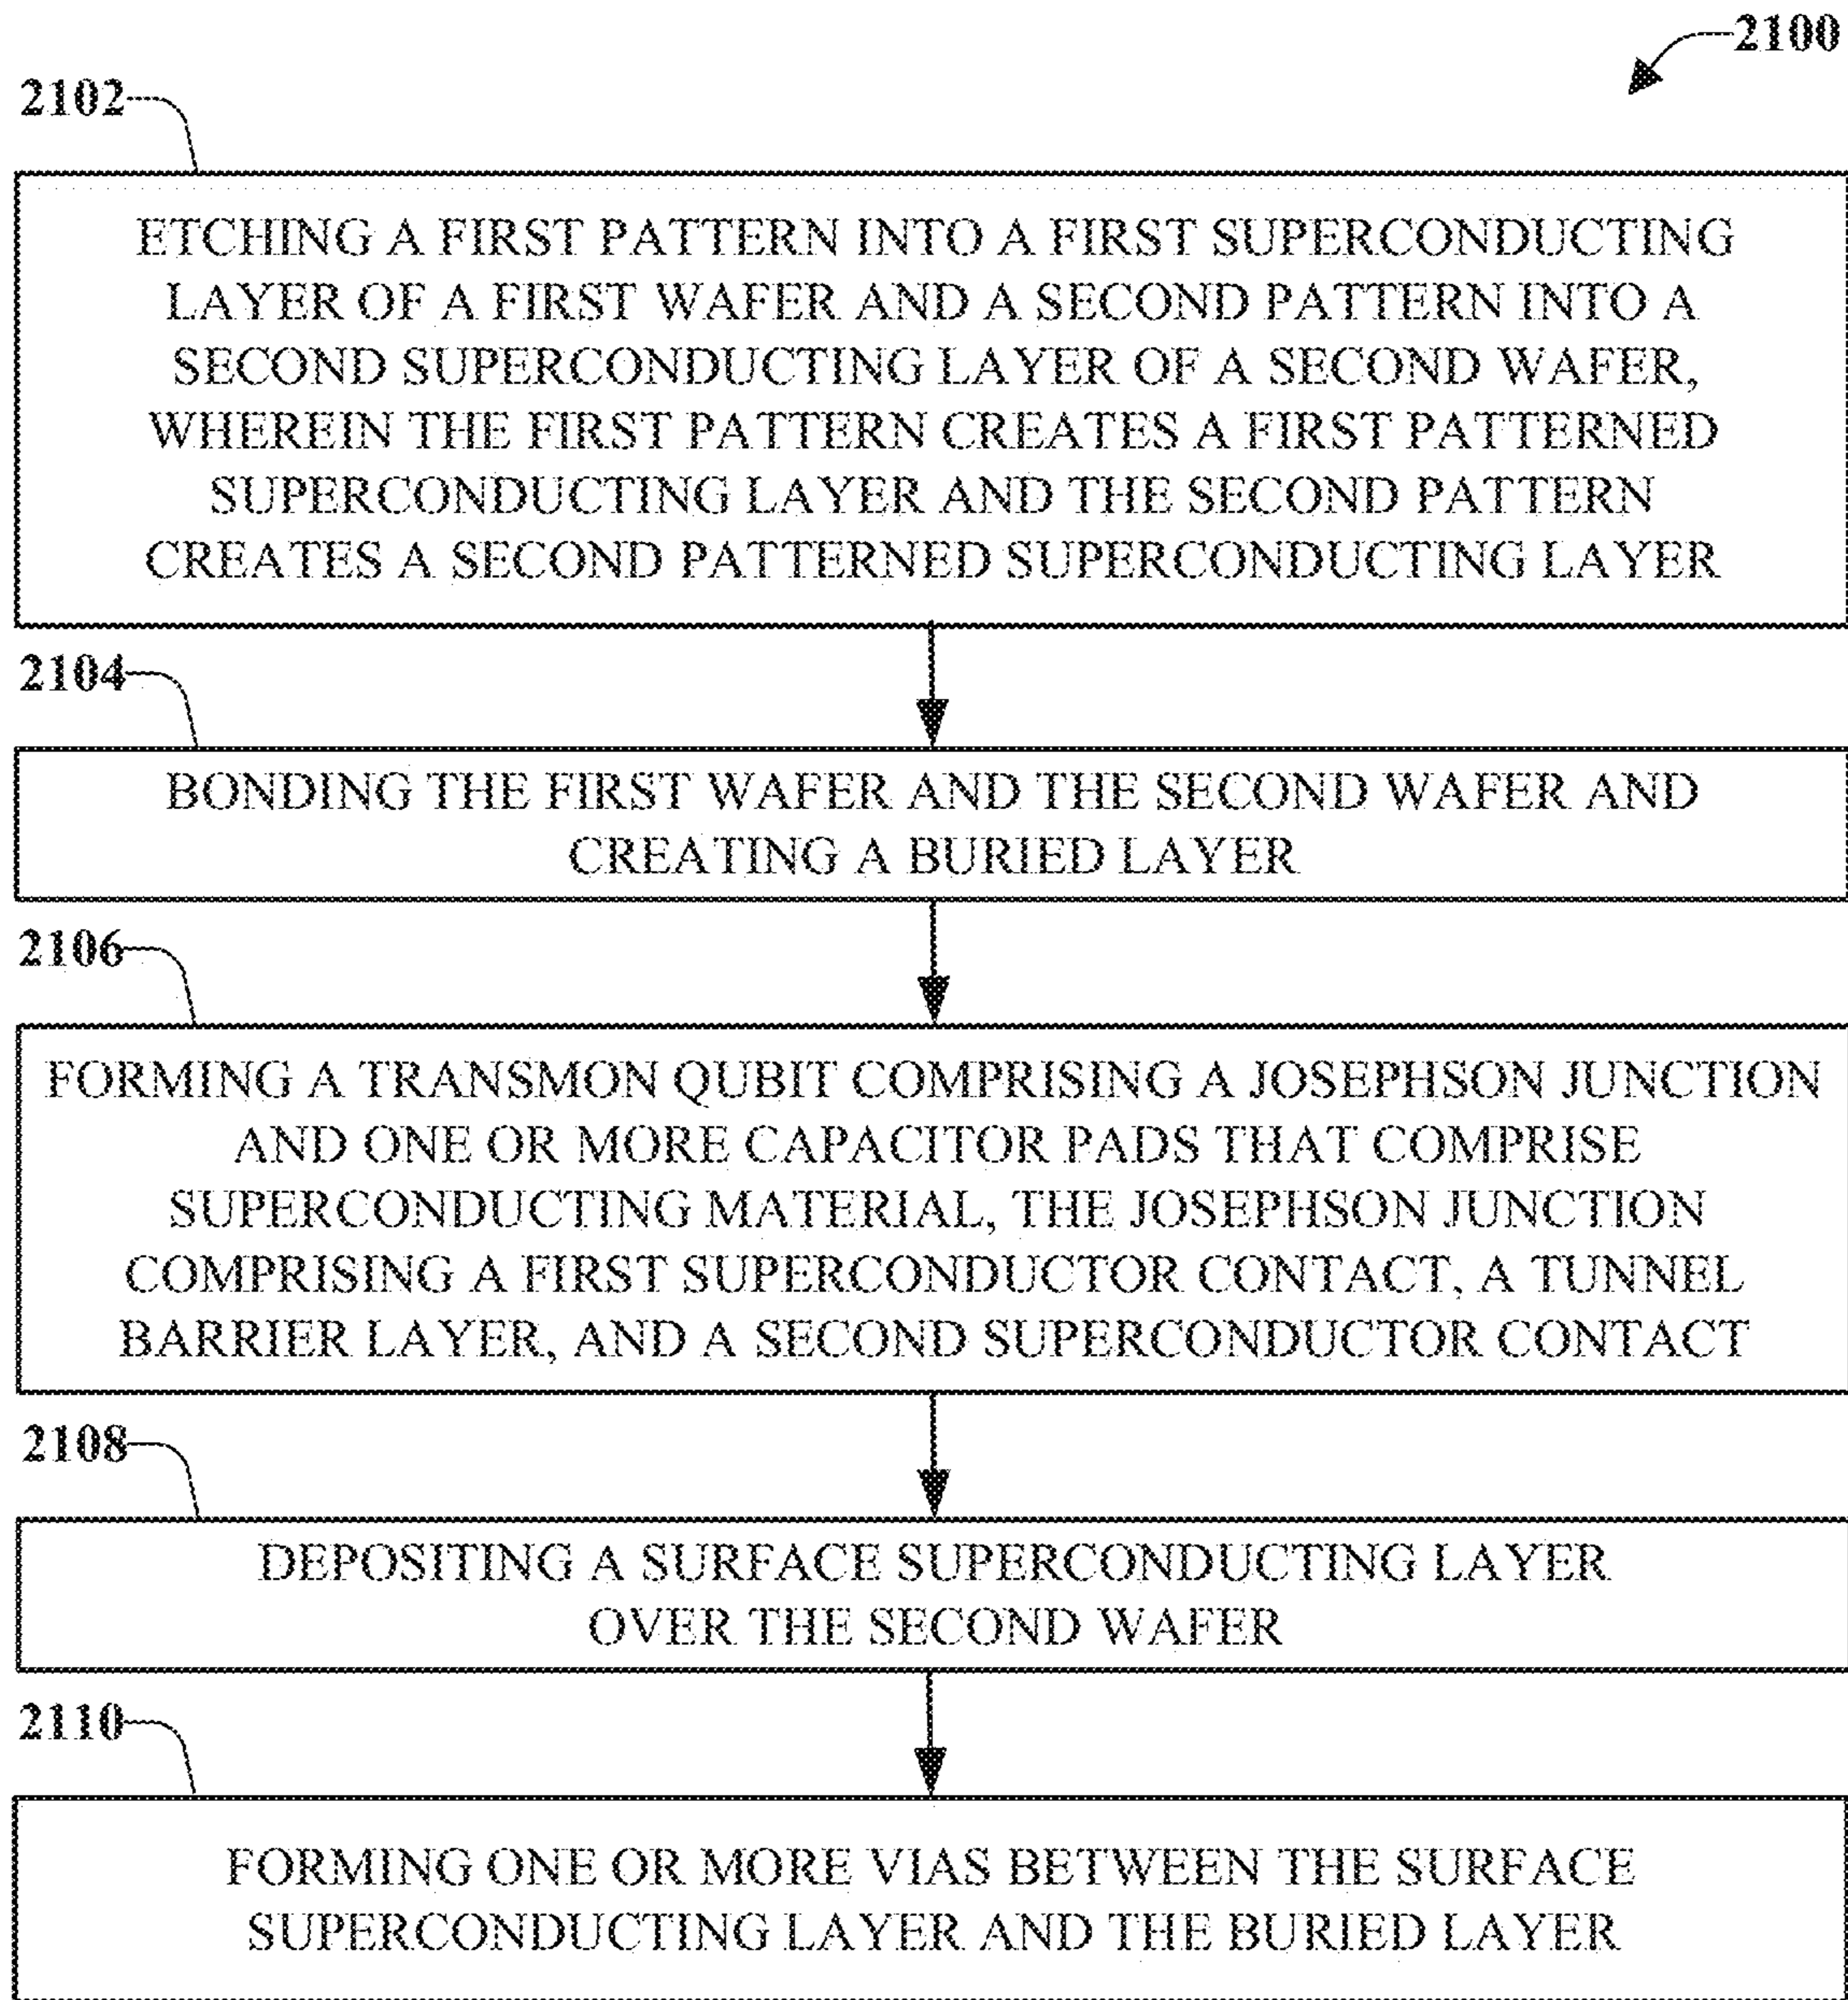 2100
2102
ETCHING A FIRST PATTERN INTO A FIRST SUPERCONDUCTING
LAYER OF A FIRST WAFER AND A SECOND PATTERN INTO A
SECOND SUPERCONDUCTING LAYER OF A SECOND WAFER,
WHEREIN THE FIRST PATTERN CREATES A FIRST PATTERNED
SUPERCONDUCTING LAYER AND THE SECOND PATTERN
CREATES A SECOND PATTERNED SUPERCONDUCTING LAYER
2104
BONDING THE FIRST WAFER AND THE SECOND WAFER AND
CREATING A BURIED LAYER
2106
FORMING A TRANSMON QUBIT COMPRISING A JOSEPHSON JUNCTION
AND ONE OR MORE CAPACITOR PADS THAT COMPRISE
SUPERCONDUCTING MATERIAL, THE JOSEPHSON JUNCTION
COMPRISING A FIRST SUPERCONDUCTOR CONTACT, A TUNNEL
BARRIER LAYER, AND A SECOND SUPERCONDUCTOR CONTACT
2108
DEPOSITING A SURFACE SUPERCONDUCTING LAYER
OVER THE SECOND WAFER
2110
FORMING ONE OR MORE VIAS BETWEEN THE SURFACE
SUPERCONDUCTING LAYER AND THE BURIED LAYER